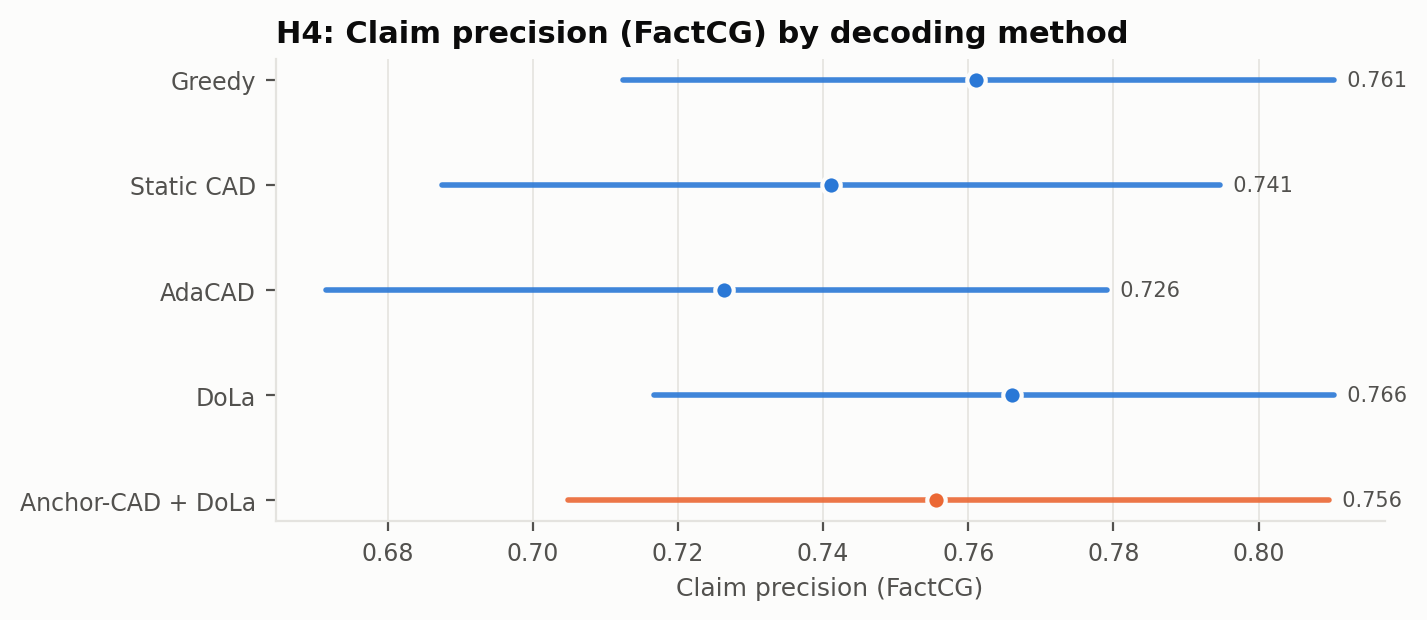 H4: Claim precision (FactCG) by decoding method
Greedy 0.761
Static CAD 0.741
AdaCAD 0.726
DoLa 0.766
Anchor-CAD + DoLa 0.756
0.68 0.70 0.72 0.74 0.76 0.78 0.80
Claim precision (FactCG)